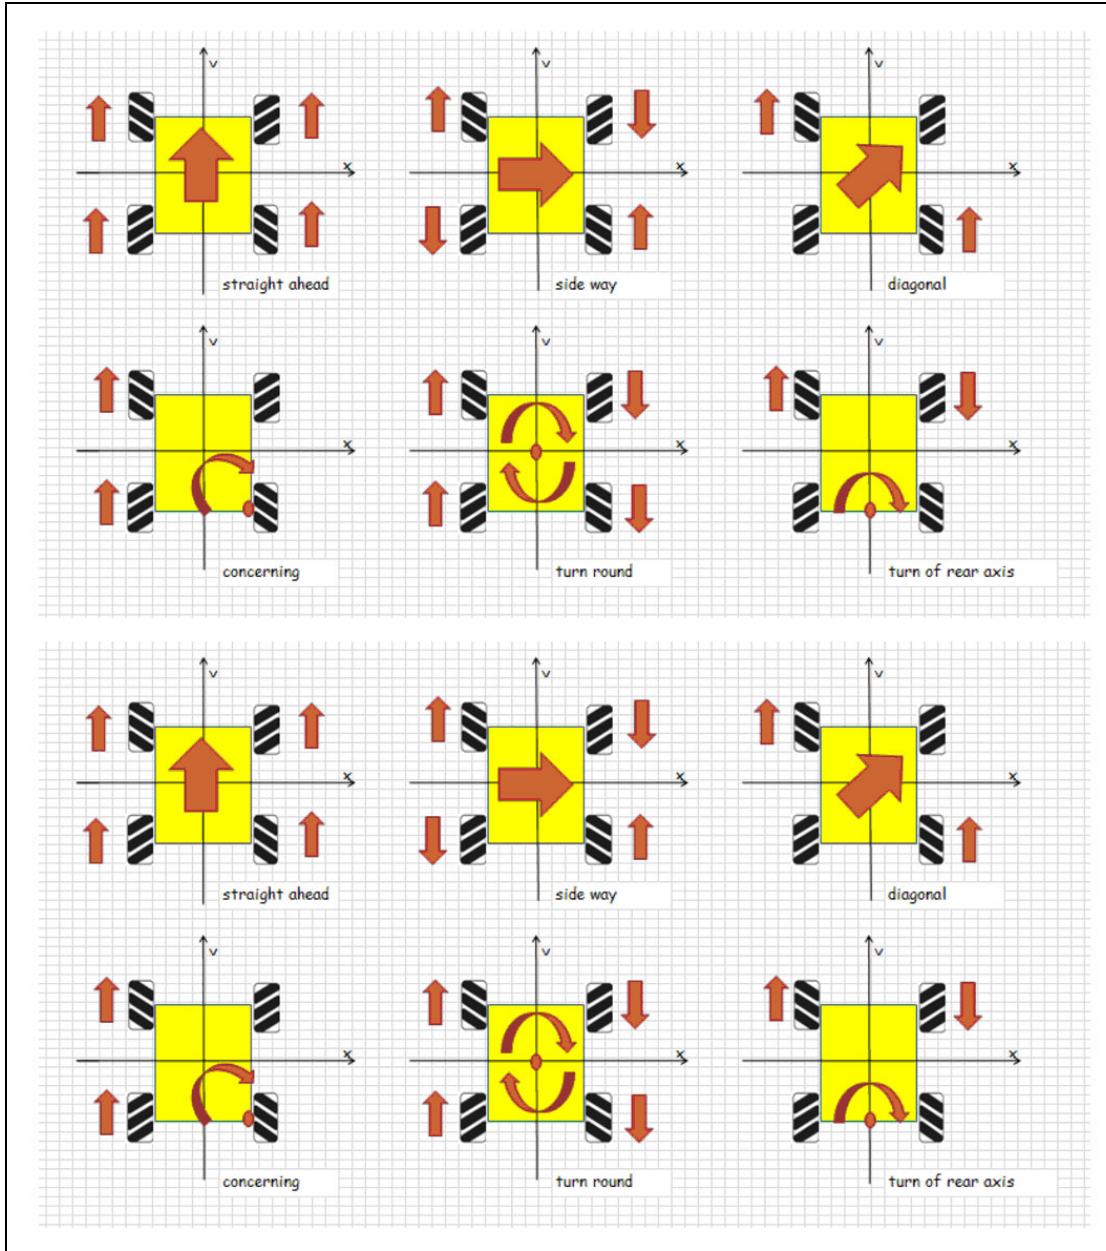 v v v
x x x
straight ahead side way diagonal
v v v
x x x
concerning turn round turn of rear axis
v v v
x x x
straight ahead side way diagonal
v v v
x x x
concerning turn round turn of rear axis